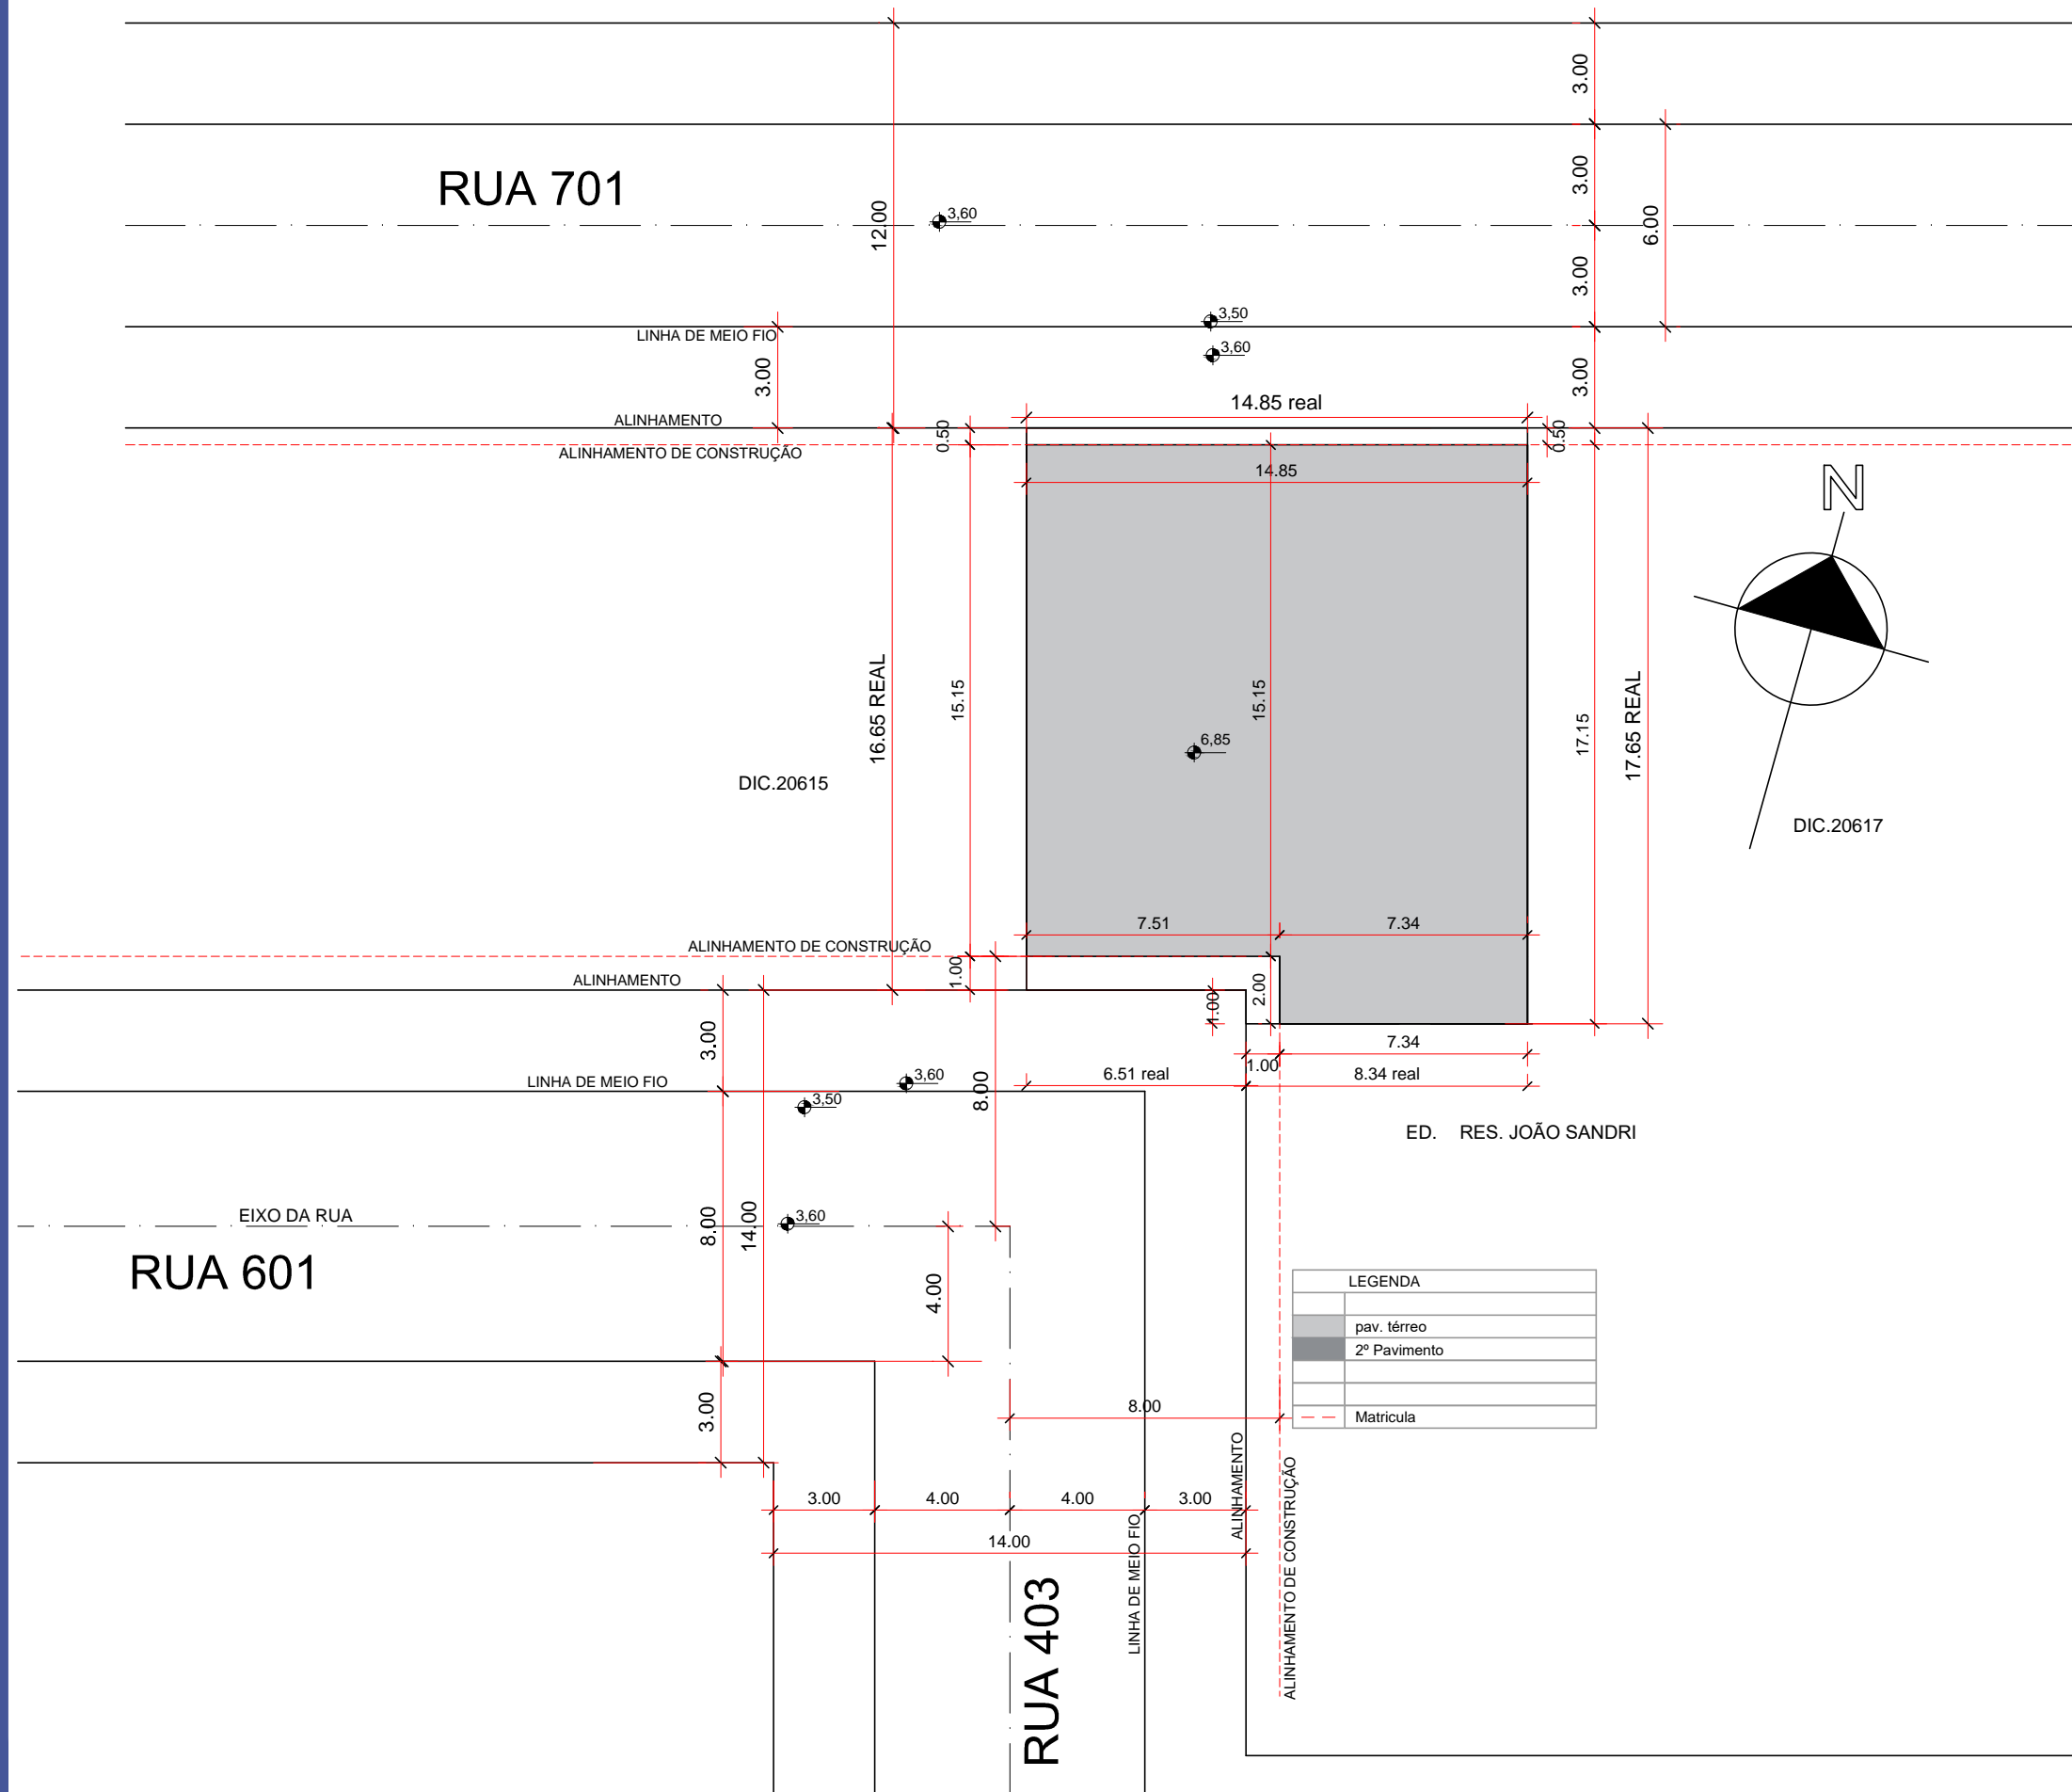 3.00
RUA 701
3.00
12.00
3,60
6.00
3.00
3,50
LINHA DE MEIO FIO
3,60
3.00
3.00
14.85 real
ALINHAMENTO
0.50
0.50
ALINHAMENTO DE CONSTRUÇÃO
14.85
N
16.65 REAL
15.15
15.15
17.15
17.65 REAL
6,85
DIC.20615
DIC.20617
7.51
7.34
ALINHAMENTO DE CONSTRUÇÃO
1.00
ALINHAMENTO
2.00
1.00
3.00
7.34
1.00
LINHA DE MEIO FIO
3,60
8.00
6.51 real
8.34 real
3,50
ED. RES. JOÃO SANDRI
EIXO DA RUA
8.00
14.00
3,60
RUA 601
4.00
LEGENDA
pav. térreo
2º Pavimento
Matricula
3.00
8.00
ALINHAMENTO
ALINHAMENTO DE CONSTRUÇÃO
3.00
4.00
4.00
3.00
14.00
LINHA DE MEIO FIO
RUA 403